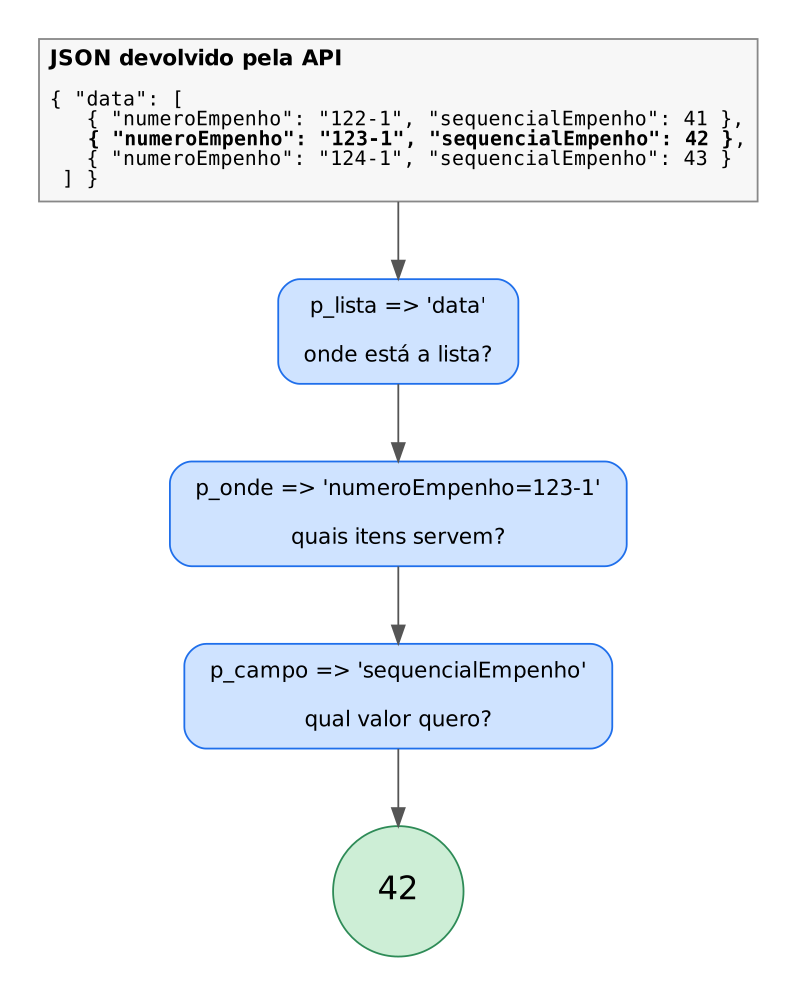 JSON devolvido pela API
{ "data": [
{ "numeroEmpenho": "122-1", "sequencialEmpenho": 41 },
{ "numeroEmpenho": "123-1", "sequencialEmpenho": 42 },
{ "numeroEmpenho": "124-1", "sequencialEmpenho": 43 }
] }
p_lista => 'data'
onde está a lista?
p_onde => 'numeroEmpenho=123-1'
quais itens servem?
p_campo => 'sequencialEmpenho'
qual valor quero?
42